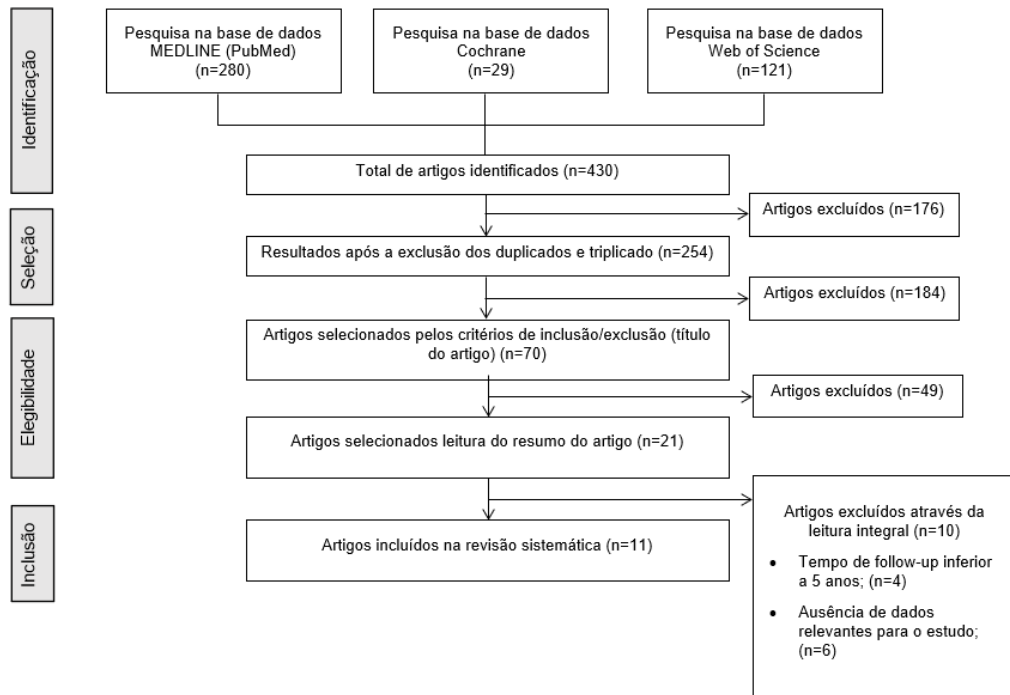 Identificação
Pesquisa na base de dados
MEDLINE (PubMed)
(n=280)
Pesquisa na base de dados
Cochrane
(n=29)
Pesquisa na base de dados
Web of Science
(n=121)
Total de artigos identificados (n=430)
Artigos excluídos (n=176)
Seleção
Resultados após a exclusão dos duplicados e triplicado (n=254)
Artigos excluídos (n=184)
Elegibilidade
Artigos selecionados pelos critérios de inclusão/exclusão (título
do artigo) (n=70)
Artigos excluídos (n=49)
Artigos selecionados leitura do resumo do artigo (n=21)
Inclusão
Artigos incluídos na revisão sistemática (n=11)
Artigos excluídos através da
leitura integral (n=10)
• Tempo de follow-up inferior
a 5 anos; (n=4)
• Ausência de dados
relevantes para o estudo;
(n=6)